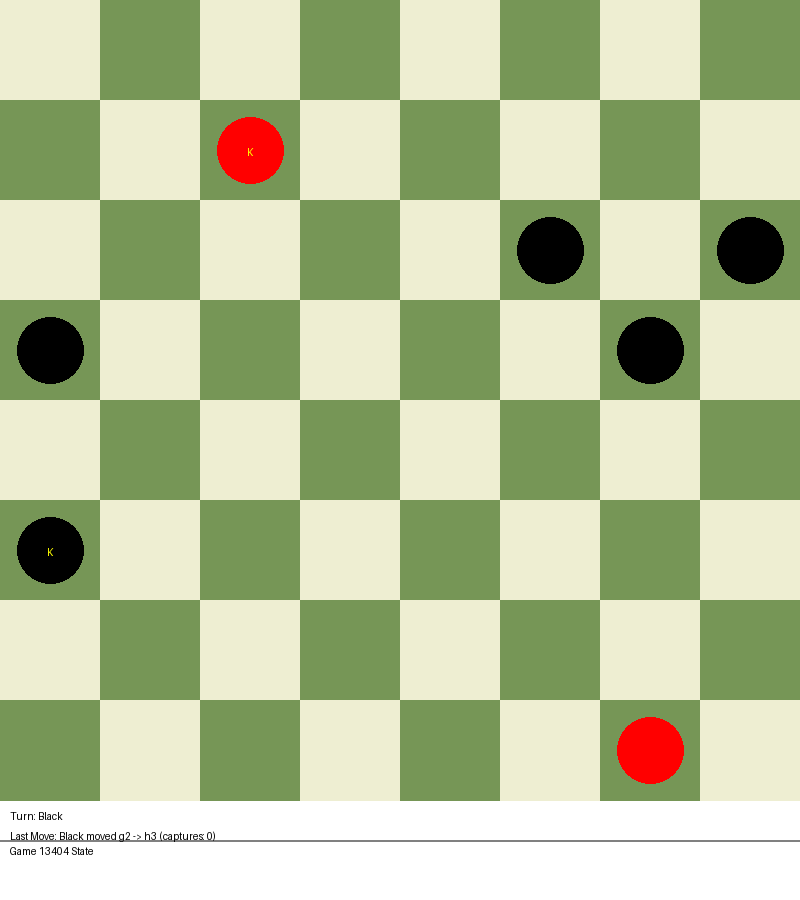 K
K
Turn: Black
Last Move: Black moved g2 -> h3 (captures: 0)
Game 13404 State